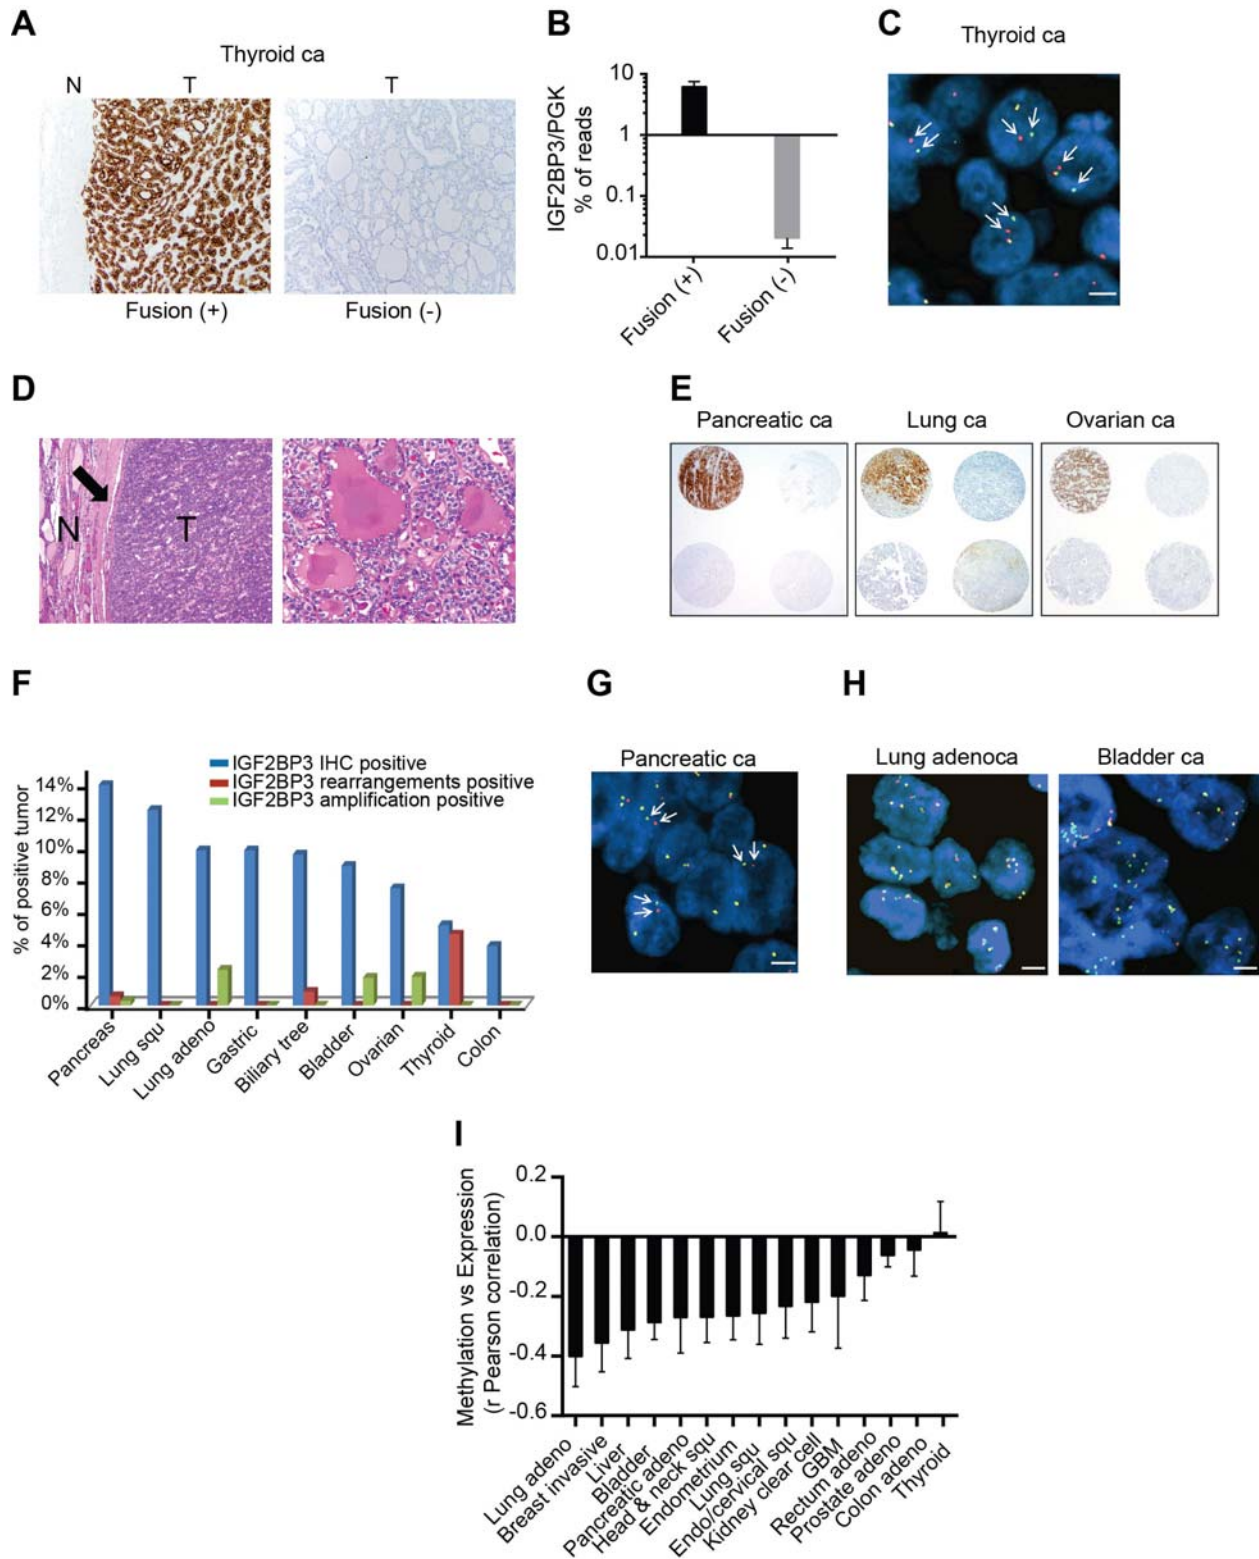 A
Thyroid ca
N T T
Fusion (+) Fusion (-)
B
IGF2BP3/PGK
% of reads
10
1
0.1
0.01
Fusion (+)
Fusion (-)
C
Thyroid ca
D
N T
E
Pancreatic ca Lung ca Ovarian ca
F
IGF2BP3 IHC positive
IGF2BP3 rearrangements positive
IGF2BP3 amplification positive
% of positive tumor
14%
12%
10%
8%
6%
4%
2%
0%
Pancreas
Lung squ
Lung adeno
Gastric
Biliary tree
Bladder
Ovarian
Thyroid
Colon
G
Pancreatic ca
H
Lung adenoca Bladder ca
I
Methylation vs Expression
(r Pearson correlation)
0.2
0.0
-0.2
-0.4
-0.6
Lung adeno
Breast invasive
Liver
Bladder
Pancreatic adeno
Head & neck squ
Endometrium
Lung squ
Endo/cervical squ
Kidney clear cell
GBM
Rectum adeno
Prostate adeno
Colon adeno
Thyroid